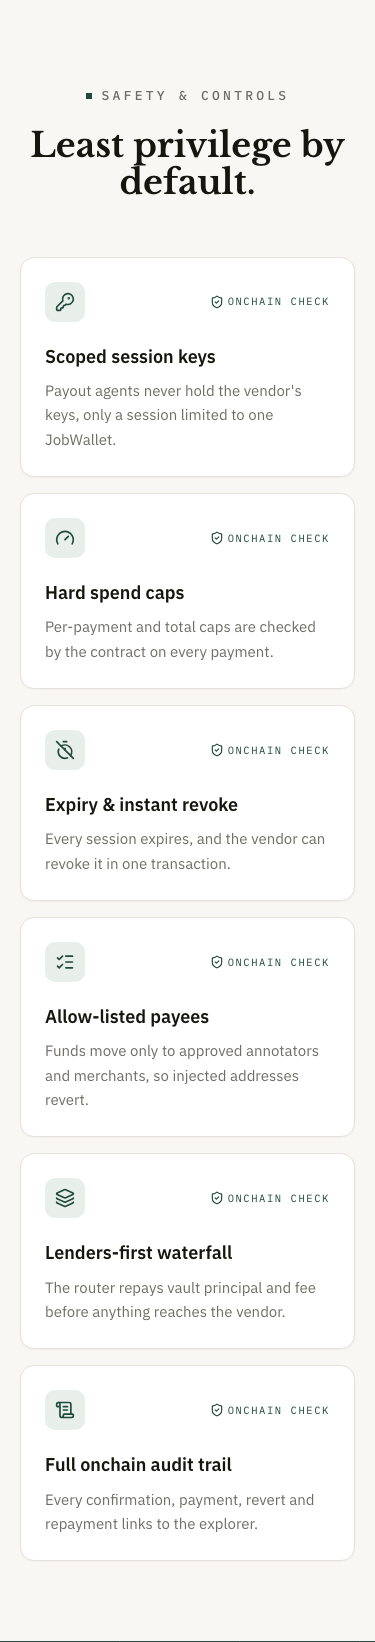 SAFETY & CONTROLS
Least privilege by
default.
ONCHAIN CHECK
Scoped session keys
Payout agents never hold the vendor's
keys, only a session limited to one
JobWallet.
ONCHAIN CHECK
Hard spend caps
Per-payment and total caps are checked
by the contract on every payment.
ONCHAIN CHECK
Expiry & instant revoke
Every session expires, and the vendor can
revoke it in one transaction.
ONCHAIN CHECK
Allow-listed payees
Funds move only to approved annotators
and merchants, so injected addresses
revert.
ONCHAIN CHECK
Lenders-first waterfall
The router repays vault principal and fee
before anything reaches the vendor.
ONCHAIN CHECK
Full onchain audit trail
Every confirmation, payment, revert and
repayment links to the explorer.